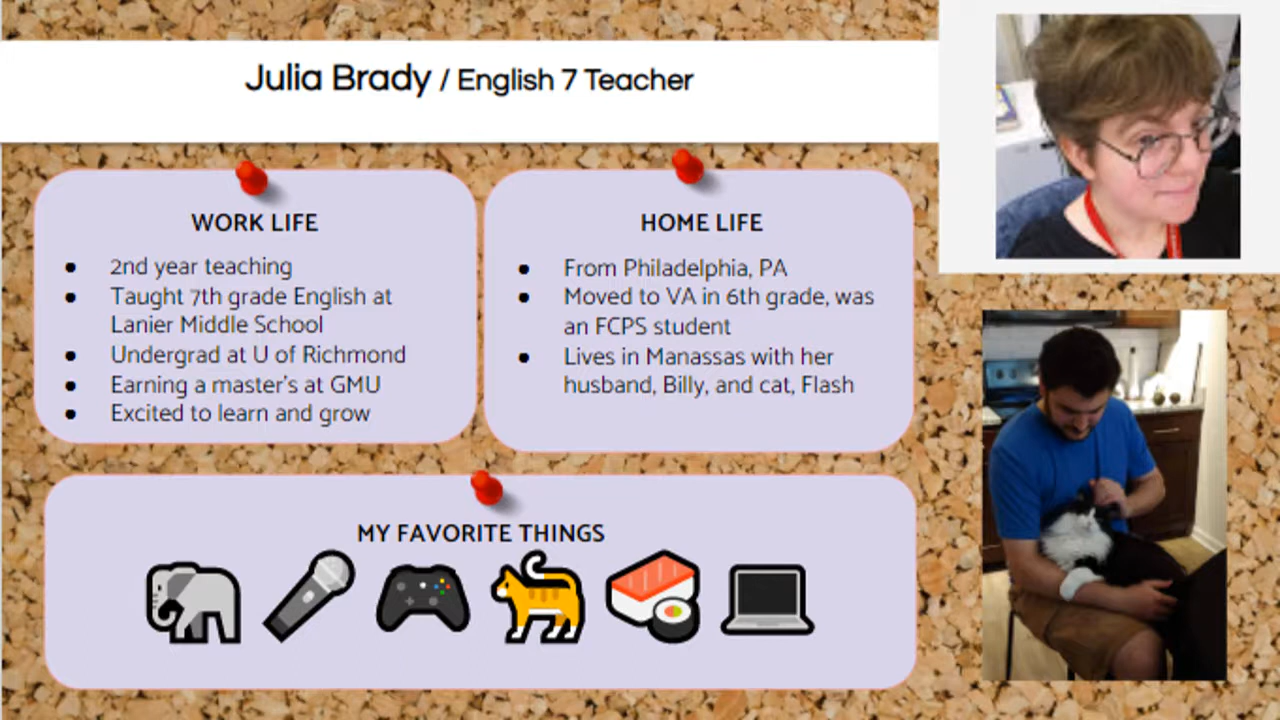 Julia Brady / English 7 Teacher
WORK LIFE
● 2nd year teaching
● Taught 7th grade English at
Lanier Middle School
● Undergrad at U of Richmond
● Earning a master's at GMU
● Excited to learn and grow
HOME LIFE
● From Philadelphia, PA
● Moved to VA in 6th grade, was
an FCPS student
● Lives in Manassas with her
husband, Billy, and cat, Flash
MY FAVORITE THINGS